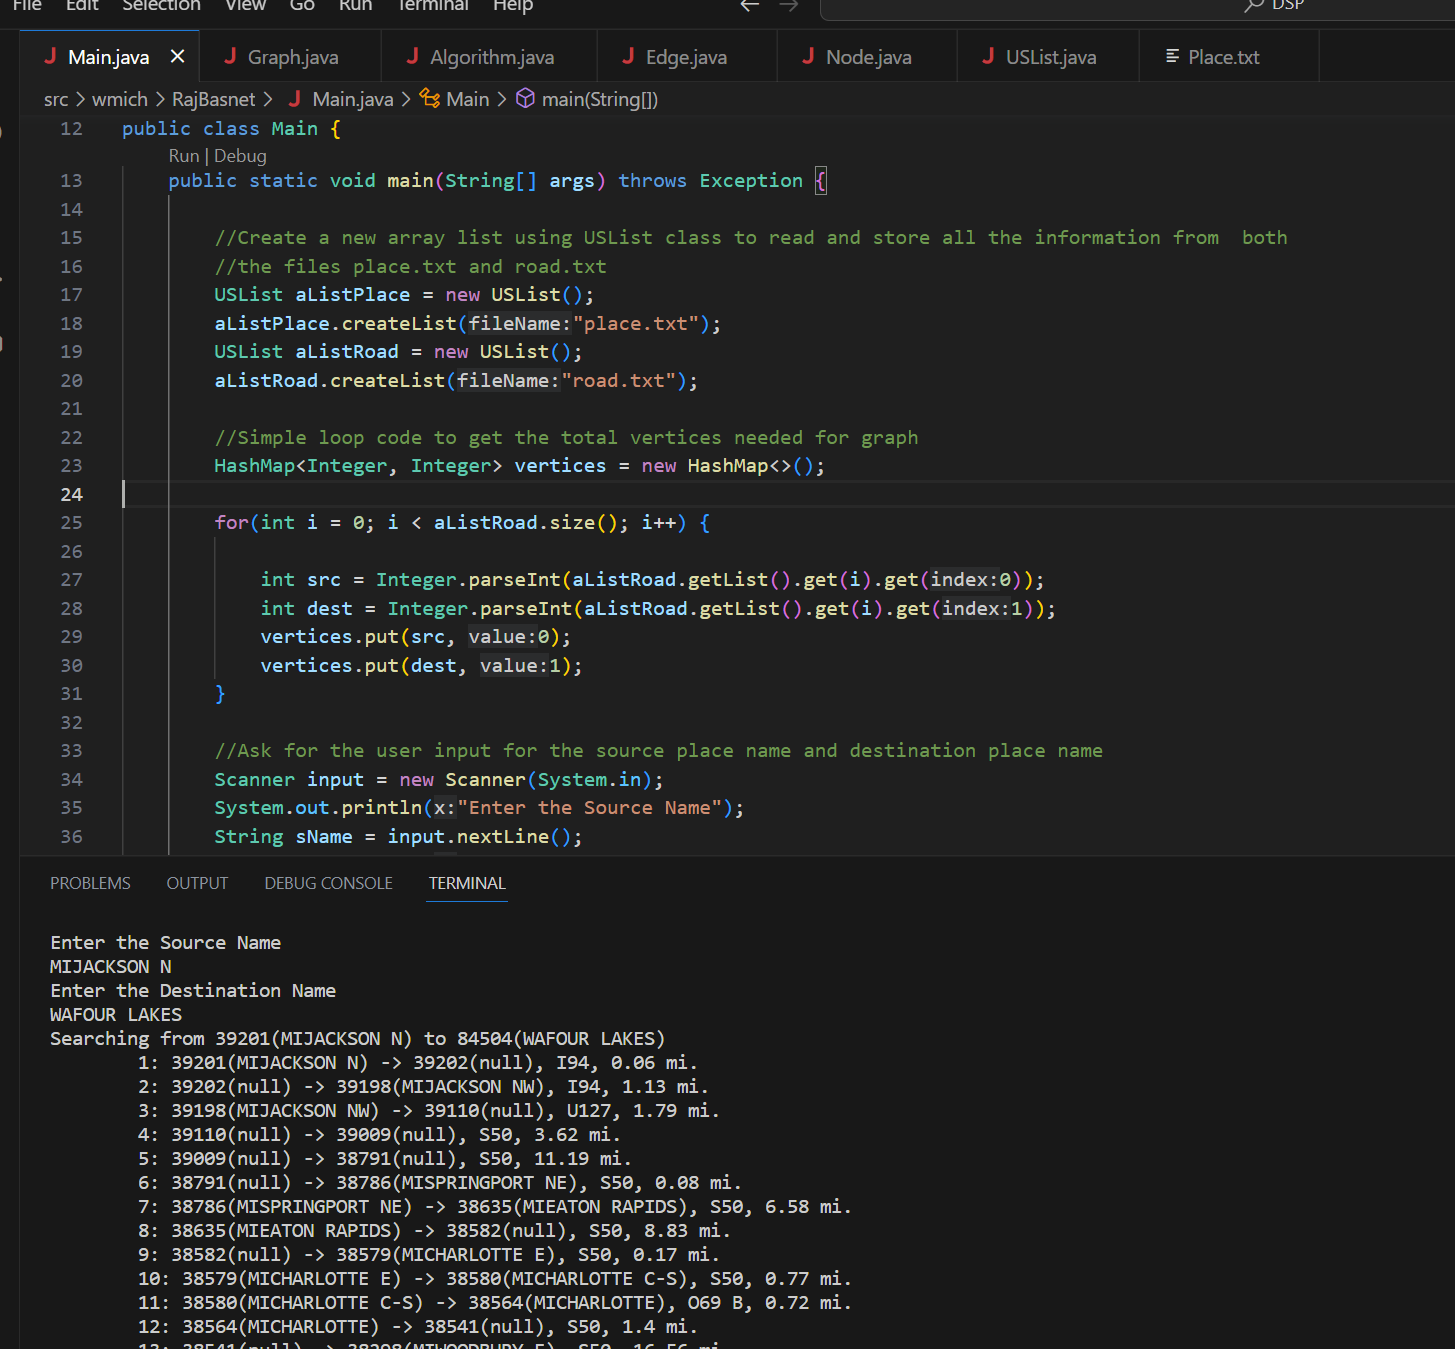 File Edit Selection View Go Run Terminal Help DSP
Main.java Graph.java Algorithm.java Edge.java Node.java USList.java Place.txt
src > wmich > RajBasnet > Main.java > Main > main(String[])
12 public class Main {
Run | Debug
13 public static void main(String[] args) throws Exception {
14
15 //Create a new array list using USList class to read and store all the information from  both
16 //the files place.txt and road.txt
17 USList aListPlace = new USList();
18 aListPlace.createList(fileName:"place.txt");
19 USList aListRoad = new USList();
20 aListRoad.createList(fileName:"road.txt");
21
22 //Simple loop code to get the total vertices needed for graph
23 HashMap<Integer, Integer> vertices = new HashMap<>();
24
25 for(int i = 0; i < aListRoad.size(); i++) {
26
27 int src = Integer.parseInt(aListRoad.getList().get(i).get(index:0));
28 int dest = Integer.parseInt(aListRoad.getList().get(i).get(index:1));
29 vertices.put(src, value:0);
30 vertices.put(dest, value:1);
31 }
32
33 //Ask for the user input for the source place name and destination place name
34 Scanner input = new Scanner(System.in);
35 System.out.println(x:"Enter the Source Name");
36 String sName = input.nextLine();
PROBLEMS OUTPUT DEBUG CONSOLE TERMINAL
Enter the Source Name
MIJACKSON N
Enter the Destination Name
WAFOUR LAKES
Searching from 39201(MIJACKSON N) to 84504(WAFOUR LAKES)
1: 39201(MIJACKSON N) -> 39202(null), I94, 0.06 mi.
2: 39202(null) -> 39198(MIJACKSON NW), I94, 1.13 mi.
3: 39198(MIJACKSON NW) -> 39110(null), U127, 1.79 mi.
4: 39110(null) -> 39009(null), S50, 3.62 mi.
5: 39009(null) -> 38791(null), S50, 11.19 mi.
6: 38791(null) -> 38786(MISPRINGPORT NE), S50, 0.08 mi.
7: 38786(MISPRINGPORT NE) -> 38635(MIEATON RAPIDS), S50, 6.58 mi.
8: 38635(MIEATON RAPIDS) -> 38582(null), S50, 8.83 mi.
9: 38582(null) -> 38579(MICHARLOTTE E), S50, 0.17 mi.
10: 38579(MICHARLOTTE E) -> 38580(MICHARLOTTE C-S), S50, 0.77 mi.
11: 38580(MICHARLOTTE C-S) -> 38564(MICHARLOTTE), O69 B, 0.72 mi.
12: 38564(MICHARLOTTE) -> 38541(null), S50, 1.4 mi.
13: 38541(null) -> 38298(MIWOODBURY E), S50, 16.56 mi.